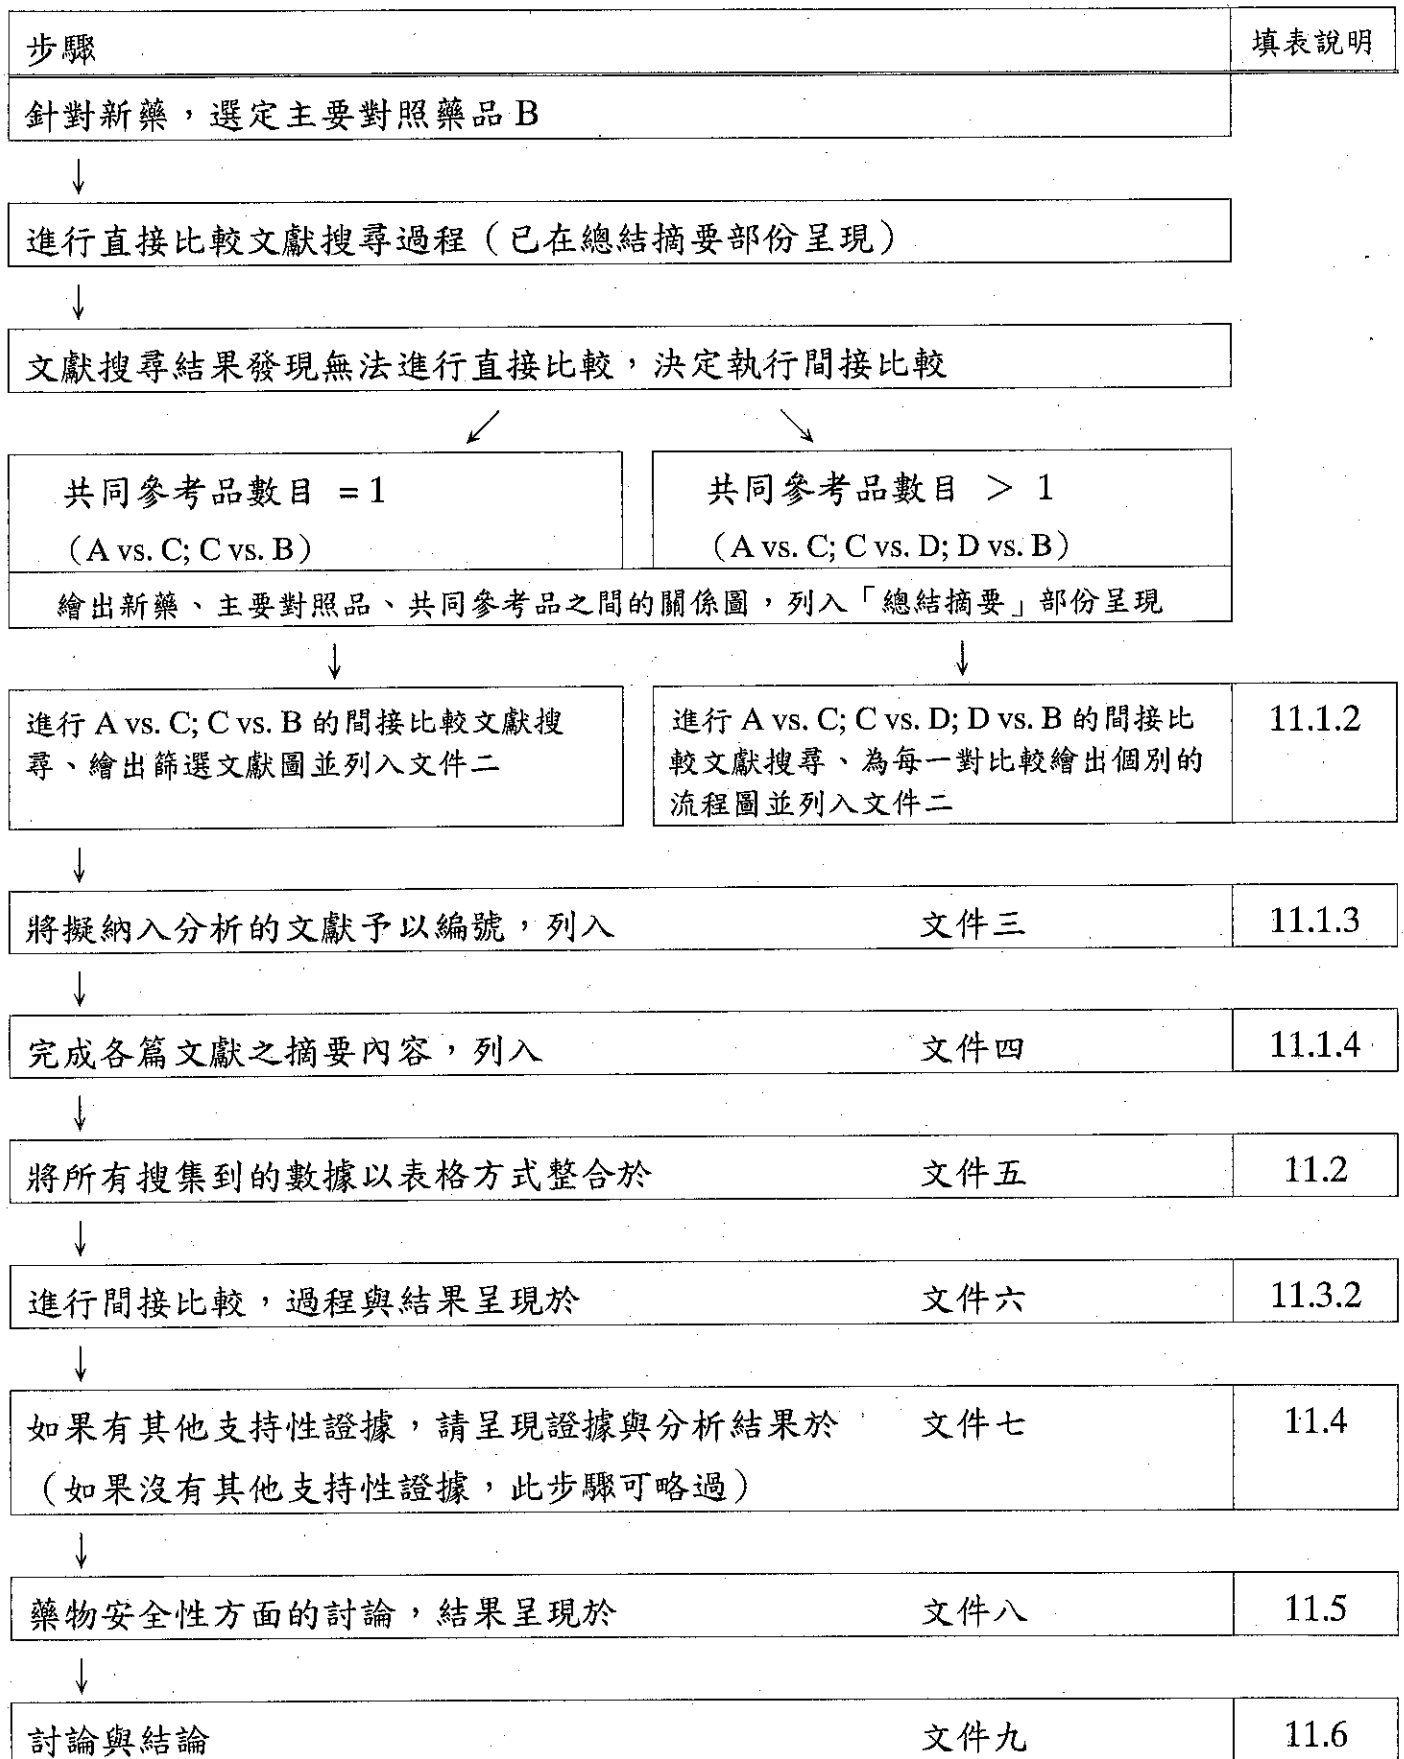 步驟 填表說明
針對新藥，選定主要對照藥品 B
↓
進行直接比較文獻搜尋過程（已在總結摘要部份呈現）
↓
文獻搜尋結果發現無法進行直接比較，決定執行間接比較
↙ ↘
共同參考品數目 = 1
（A vs. C; C vs. B）
共同參考品數目 > 1
（A vs. C; C vs. D; D vs. B）
繪出新藥、主要對照品、共同參考品之間的關係圖，列入「總結摘要」部份呈現
↓ ↓
進行 A vs. C; C vs. B 的間接比較文獻搜
尋、繪出篩選文獻圖並列入文件二
進行 A vs. C; C vs. D; D vs. B 的間接比
較文獻搜尋、為每一對比較繪出個別的
流程圖並列入文件二
11.1.2
↓
將擬納入分析的文獻予以編號，列入 文件三 11.1.3
↓
完成各篇文獻之摘要內容，列入 文件四 11.1.4
↓
將所有搜集到的數據以表格方式整合於 文件五 11.2
↓
進行間接比較，過程與結果呈現於 文件六 11.3.2
↓
如果有其他支持性證據，請呈現證據與分析結果於 文件七 11.4
（如果沒有其他支持性證據，此步驟可略過）
↓
藥物安全性方面的討論，結果呈現於 文件八 11.5
↓
討論與結論 文件九 11.6